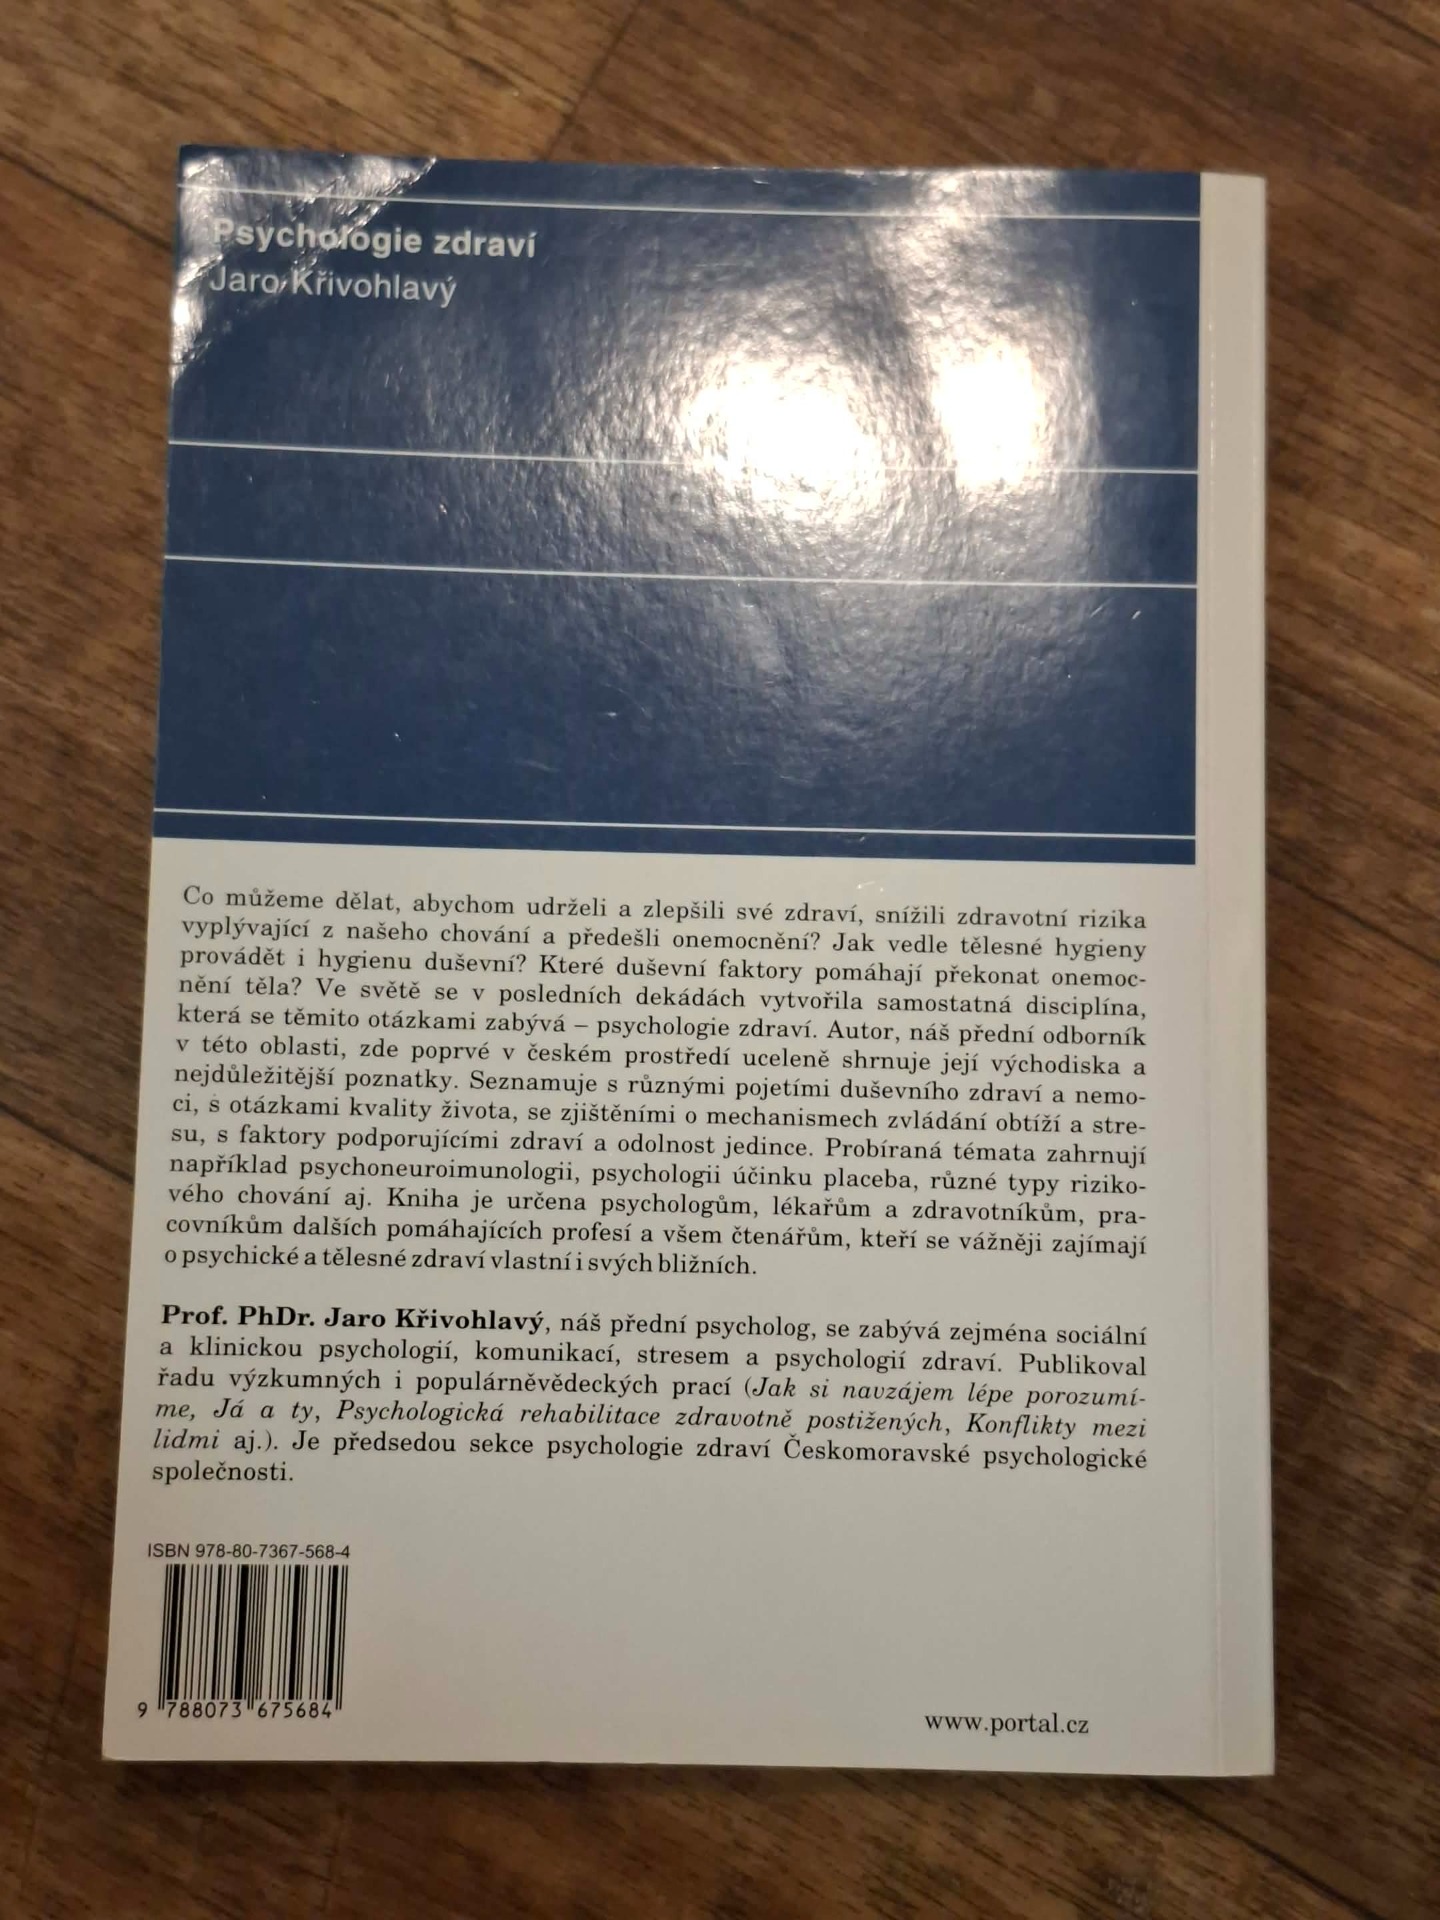 Psychologie zdraví
Jaro Křivohlavý
Co můžeme dělat, abychom udrželi a zlepšili své zdraví, snížili zdravotní rizika
vyplývající z našeho chování a předešli onemocnění? Jak vedle tělesné hygieny
provádět i hygienu duševní? Které duševní faktory pomáhají překonat onemoc-
nění těla? Ve světě se v posledních dekádách vytvořila samostatná disciplína,
která se těmito otázkami zabývá – psychologie zdraví. Autor, náš přední odborník
v této oblasti, zde poprvé v českém prostředí uceleně shrnuje její východiska a
nejdůležitější poznatky. Seznamuje s různými pojetími duševního zdraví a nemo-
ci, s otázkami kvality života, se zjištěními o mechanismech zvládání obtíží a stre-
su, s faktory podporujícími zdraví a odolnost jedince. Probíraná témata zahrnují
například psychoneuroimunologii, psychologii účinku placeba, různé typy riziko-
vého chování aj. Kniha je určena psychologům, lékařům a zdravotníkům, pra-
covníkům dalších pomáhajících profesí a všem čtenářům, kteří se vážněji zajímají
o psychické a tělesné zdraví vlastní i svých bližních.
Prof. PhDr. Jaro Křivohlavý, náš přední psycholog, se zabývá zejména sociální
a klinickou psychologií, komunikací, stresem a psychologií zdraví. Publikoval
řadu výzkumných i populárněvědeckých prací (Jak si navzájem lépe porozumí-
me, Já a ty, Psychologická rehabilitace zdravotně postižených, Konflikty mezi
lidmi aj.). Je předsedou sekce psychologie zdraví Českomoravské psychologické
společnosti.
ISBN 978-80-7367-568-4
9 788073 675684
www.portal.cz